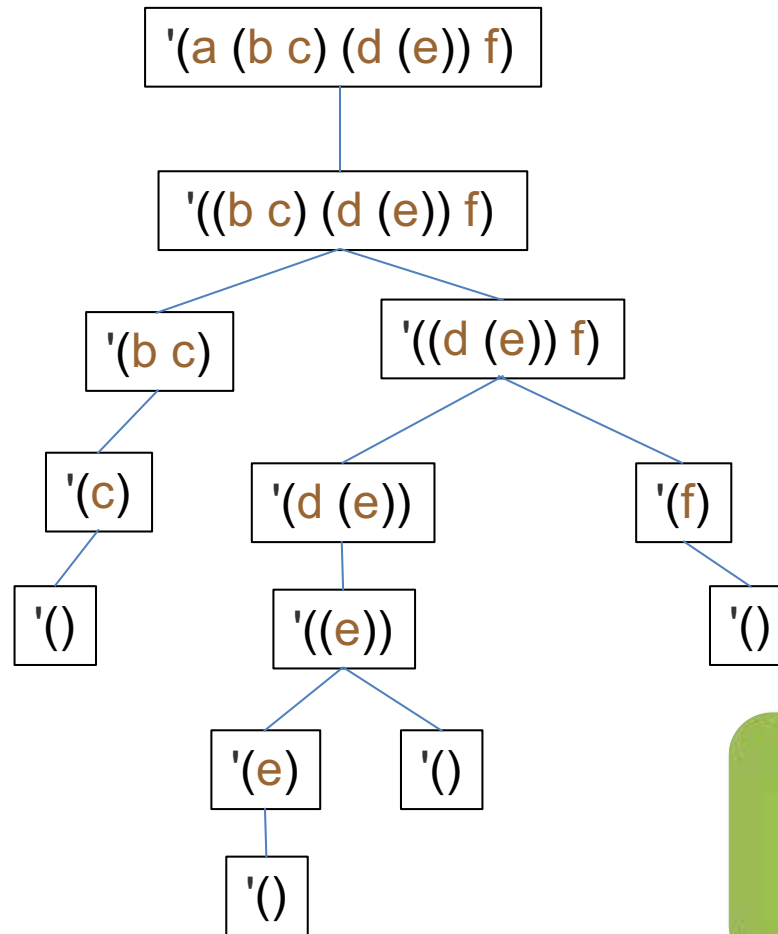 '(a (b c) (d (e)) f)
'((b c) (d (e)) f)
'(b c)
'((d (e)) f)
'(c)
'(d (e))
'(f)
'()
'((e))
'()
'(e)
'()
'()